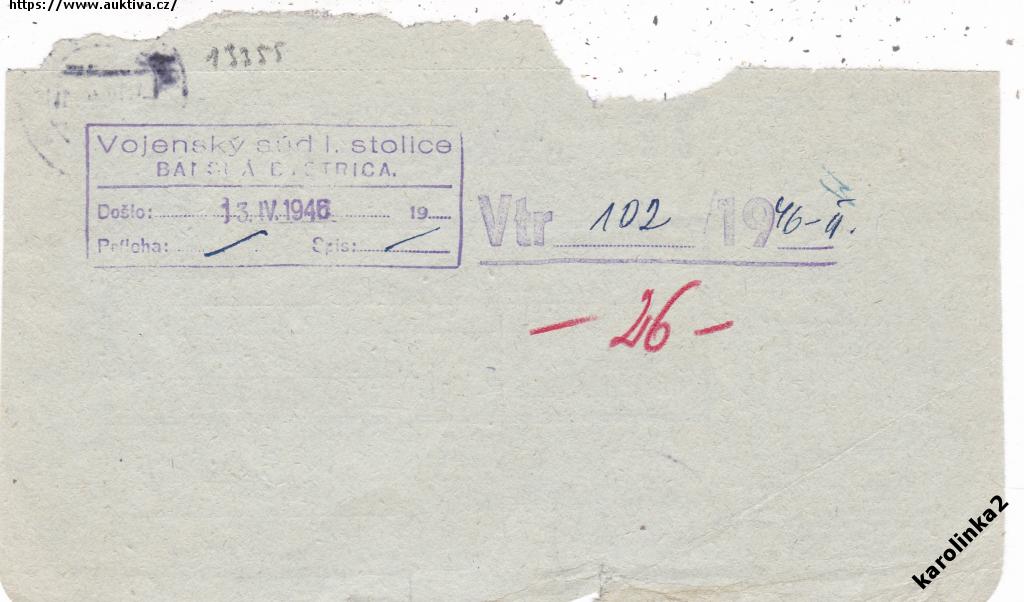 https://www.auktiva.cz/
Vojenský súd I. stolice
BANSKÁ BYSTRICA.
Došlo: 13. IV. 1946 19
Príloha: / Spis: /
Vtr 102 / 1946-II.
- 26 -
karolinka2